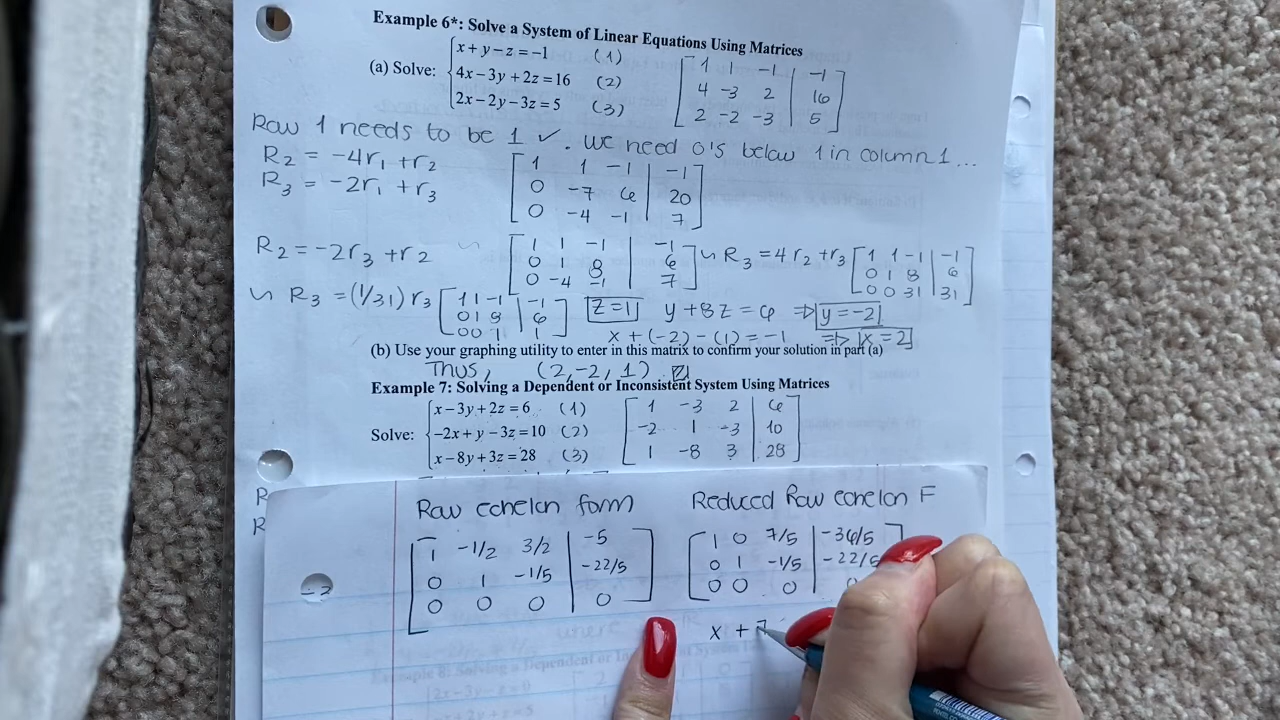 Example 6*: Solve a System of Linear Equations Using Matrices
(a) Solve: { x + y − z = −1 (1) [ 1 1 −1 | −1 ]
4x − 3y + 2z = 16 (2) [ 4 −3 2 | 16 ]
2x − 2y − 3z = 5 (3) [ 2 −2 −3 | 5 ]
Row 1 needs to be 1 ✓. We need 0's below 1 in column 1 ...
R2 = −4r1 + r2 [ 1 1 −1 | −1 ]
R3 = −2r1 + r3 [ 0 −7 6 | 20 ]
[ 0 −4 −1 | 7 ]
R2 = −2r3 + r2 ~ [ 1 1 −1 | −1 ] ~ R3 = 4r2 + r3 [ 1 1 −1 | −1 ]
[ 0 1 8 | 6 ] [ 0 1 8 | 6 ]
[ 0 −4 −1 | 7 ] [ 0 0 31 | 31 ]
~ R3 = (1/31) r3 [ 1 1 −1 | −1 ] z = 1 y + 8z = 6 ⇒ y = −2
[ 0 1 8 | 6 ]
[ 0 0 1 | 1 ] x + (−2) − (1) = −1 ⇒ x = 2
(b) Use your graphing utility to enter in this matrix to confirm your solution in part (a)
Thus, (2, −2, 1).
Example 7: Solving a Dependent or Inconsistent System Using Matrices
Solve: { x − 3y + 2z = 6 (1) [ 1 −3 2 | 6 ]
−2x + y − 3z = 10 (2) [ −2 1 −3 | 10 ]
x − 8y + 3z = 28 (3) [ 1 −8 3 | 28 ]
R
R
Row echelon form Reduced Row echelon F
[ 1 −1/2 3/2 | −5 ] [ 1 0 7/5 | −36/5 ]
[ 0 1 −1/5 | −22/5 ] [ 0 1 −1/5 | −22/5
[ 0 0 0 | 0 ] [ 0 0 0 | 0
x + 7